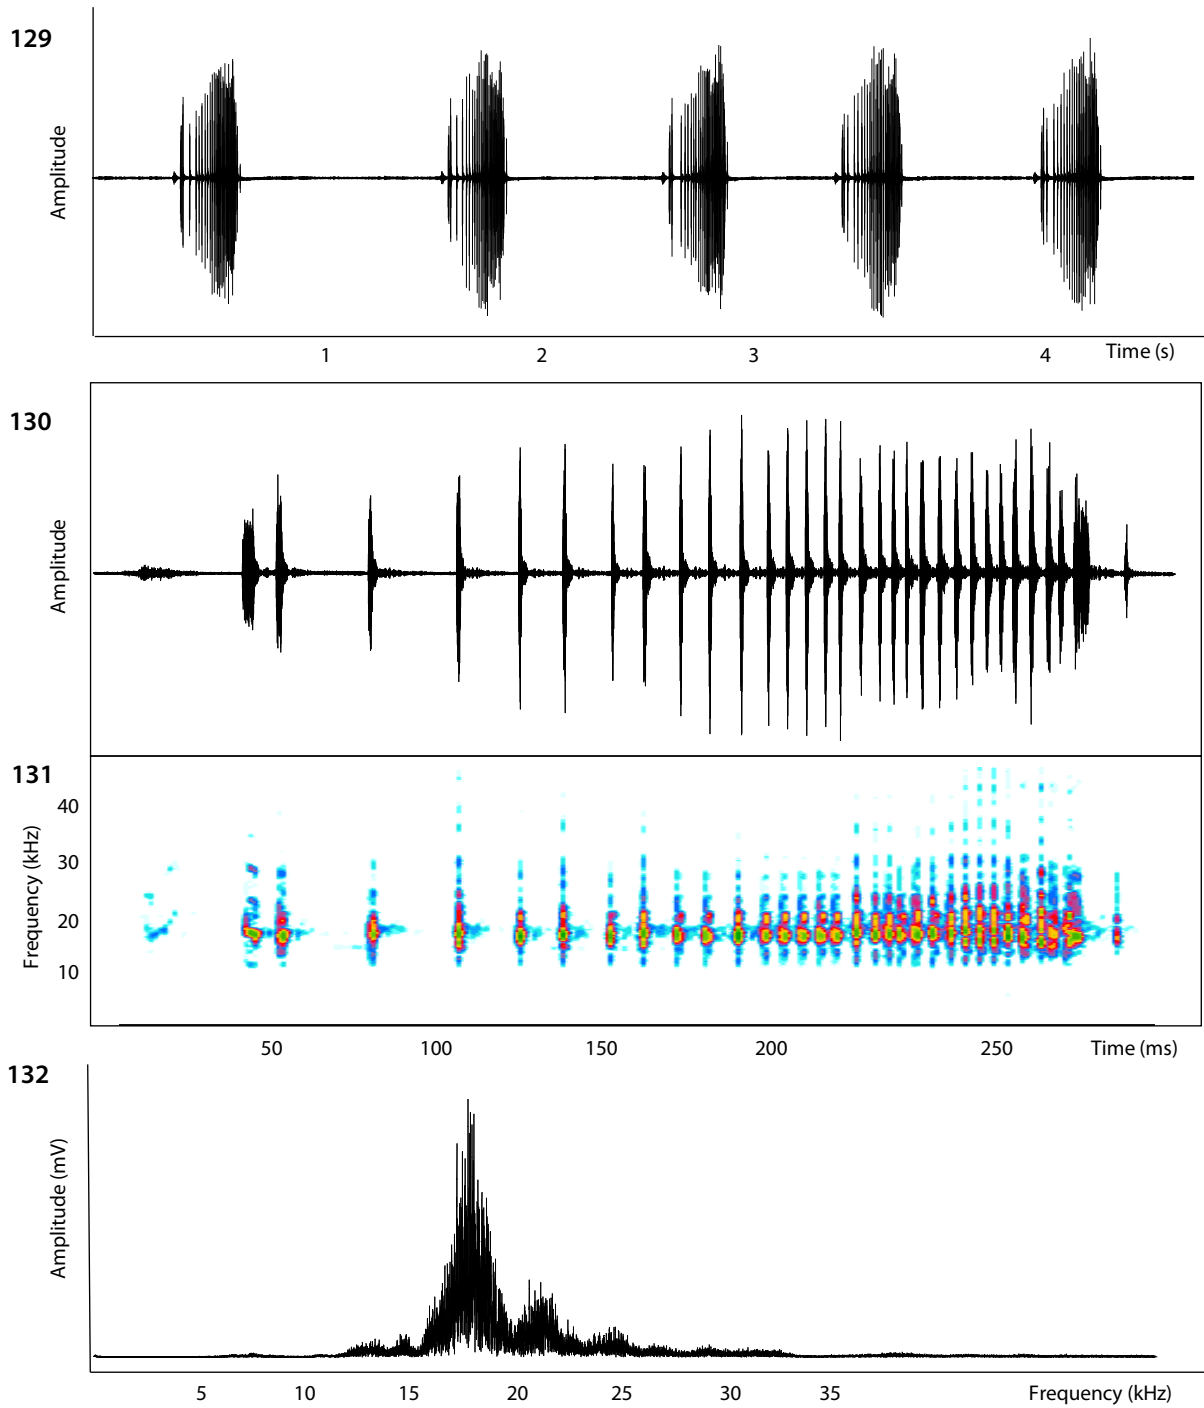 129
Amplitude
1 2 3 4 Time (s)
130
Amplitude
131
Frequency (kHz)
40
30
20
10
50 100 150 200 250 Time (ms)
132
Amplitude (mV)
5 10 15 20 25 30 35 Frequency (kHz)